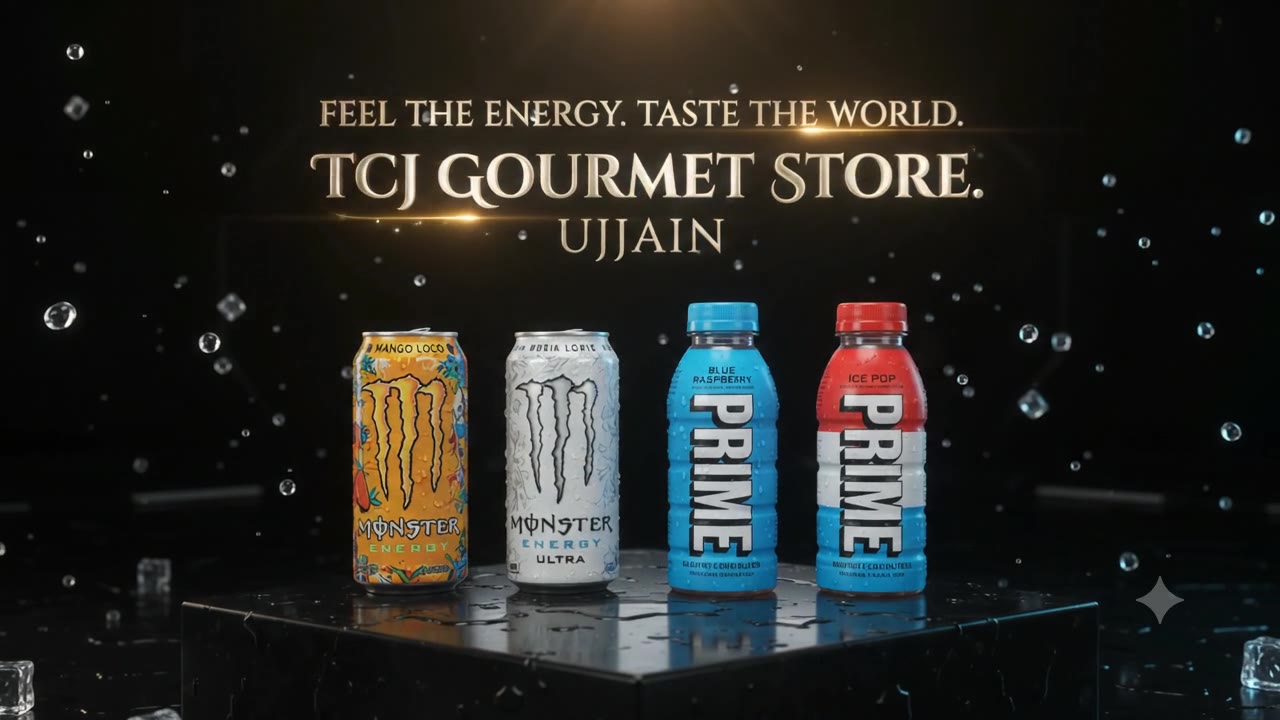 FEEL THE ENERGY. TASTE THE WORLD.
TCJ GOURMET STORE.
UJJAIN
MANGO LOCO
MONSTER
ENERGY
MONSTER
ENERGY
ULTRA
BLUE
RASPBERRY
PRIME
ICE POP
PRIME